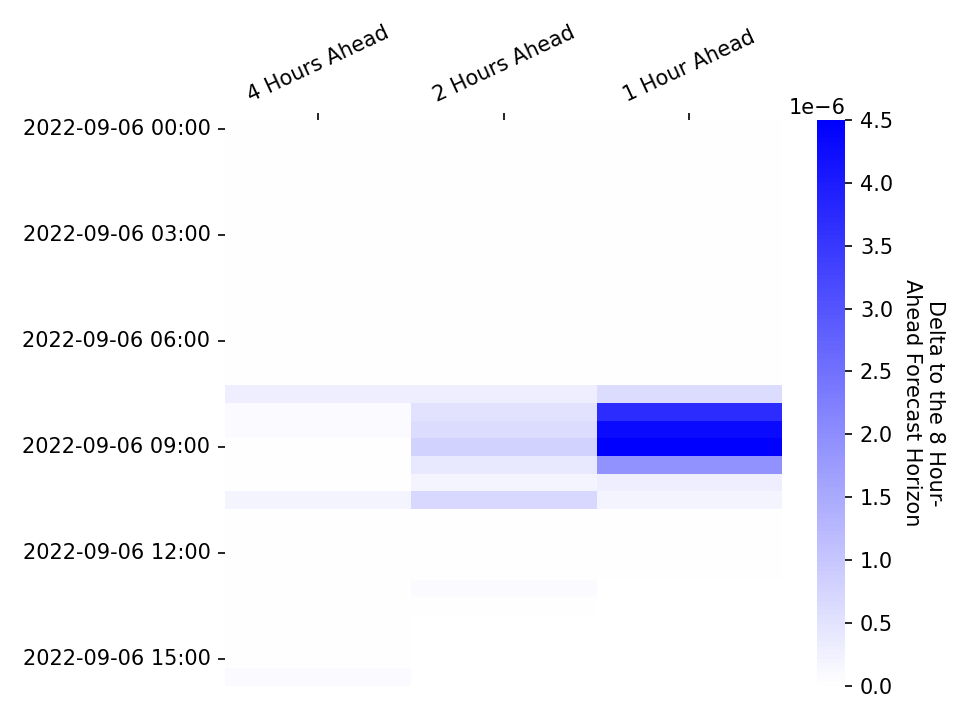 4 Hours Ahead
2 Hours Ahead
1 Hour Ahead
1e−6
2022-09-06 00:00
2022-09-06 03:00
2022-09-06 06:00
2022-09-06 09:00
2022-09-06 12:00
2022-09-06 15:00
4.5
4.0
3.5
3.0
2.5
2.0
1.5
1.0
0.5
0.0
Delta to the 8 Hour-
Ahead Forecast Horizon